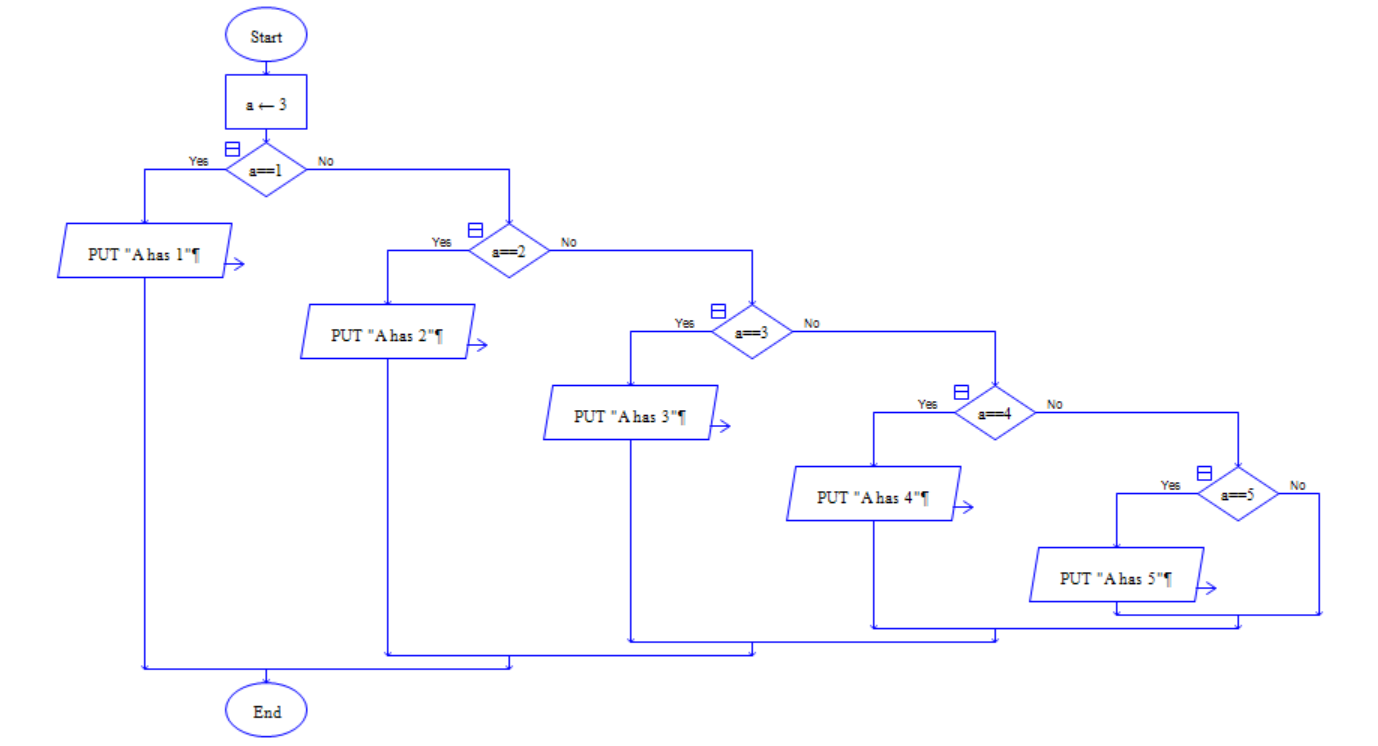 Start
a ← 3
Yes
a==1
No
PUT "A has 1"¶
Yes
a==2
No
PUT "A has 2"¶
Yes
a==3
No
PUT "A has 3"¶
Yes
a==4
No
PUT "A has 4"¶
Yes
a==5
No
PUT "A has 5"¶
End